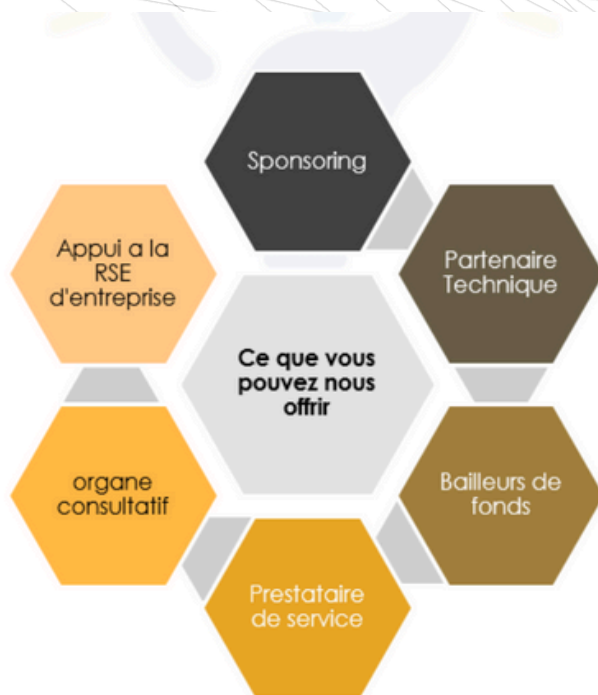 Sponsoring
Partenaire
Technique
Bailleurs de
fonds
Prestataire
de service
organe
consultatif
Appui a la
RSE
d'entreprise
Ce que vous
pouvez nous
offrir